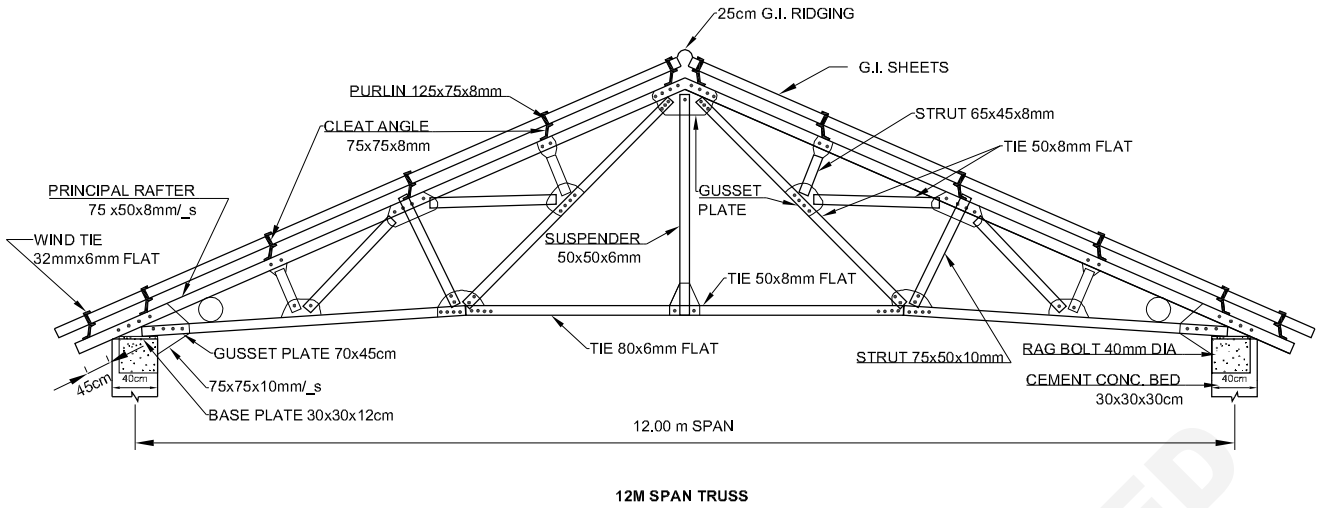 25cm G.I. RIDGING
G.I. SHEETS
PURLIN 125x75x8mm
STRUT 65x45x8mm
CLEAT ANGLE
75x75x8mm
TIE 50x8mm FLAT
PRINCIPAL RAFTER
75 x50x8mm/_s
GUSSET
PLATE
WIND TIE
32mmx6mm FLAT
SUSPENDER
50x50x6mm
TIE 50x8mm FLAT
GUSSET PLATE 70x45cm
TIE 80x6mm FLAT
STRUT 75x50x10mm
RAG BOLT 40mm DIA
45cm
40cm
75x75x10mm/_s
CEMENT CONC. BED
30x30x30cm
40cm
BASE PLATE 30x30x12cm
12.00 m SPAN
12M SPAN TRUSS